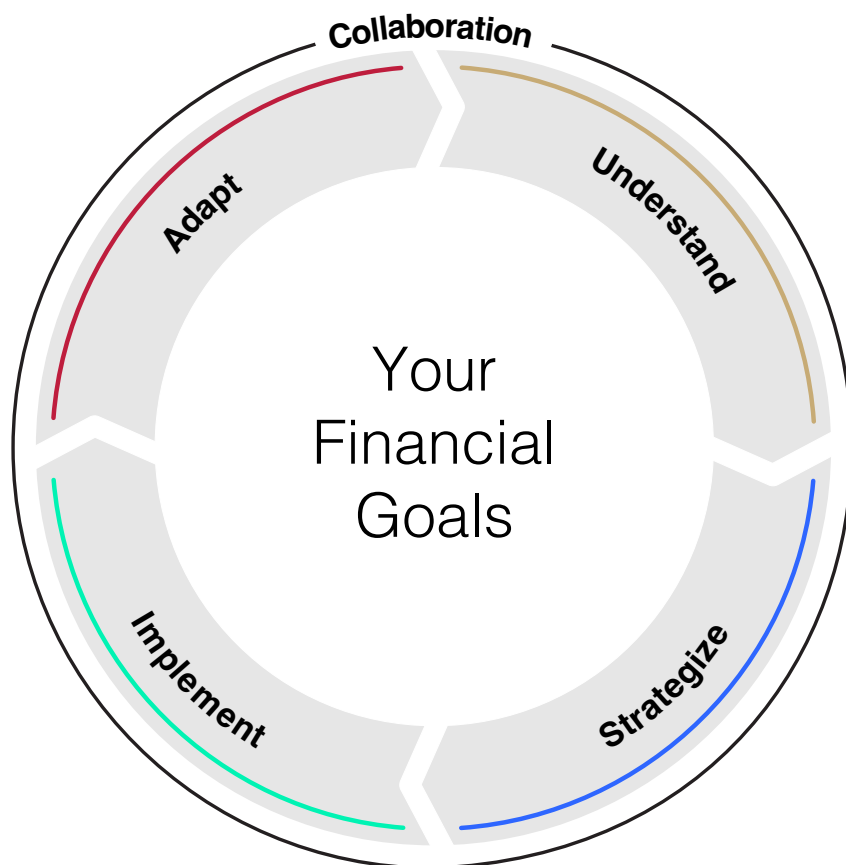 Collaboration
Adapt
Understand
Your
Financial
Goals
Implement
Strategize